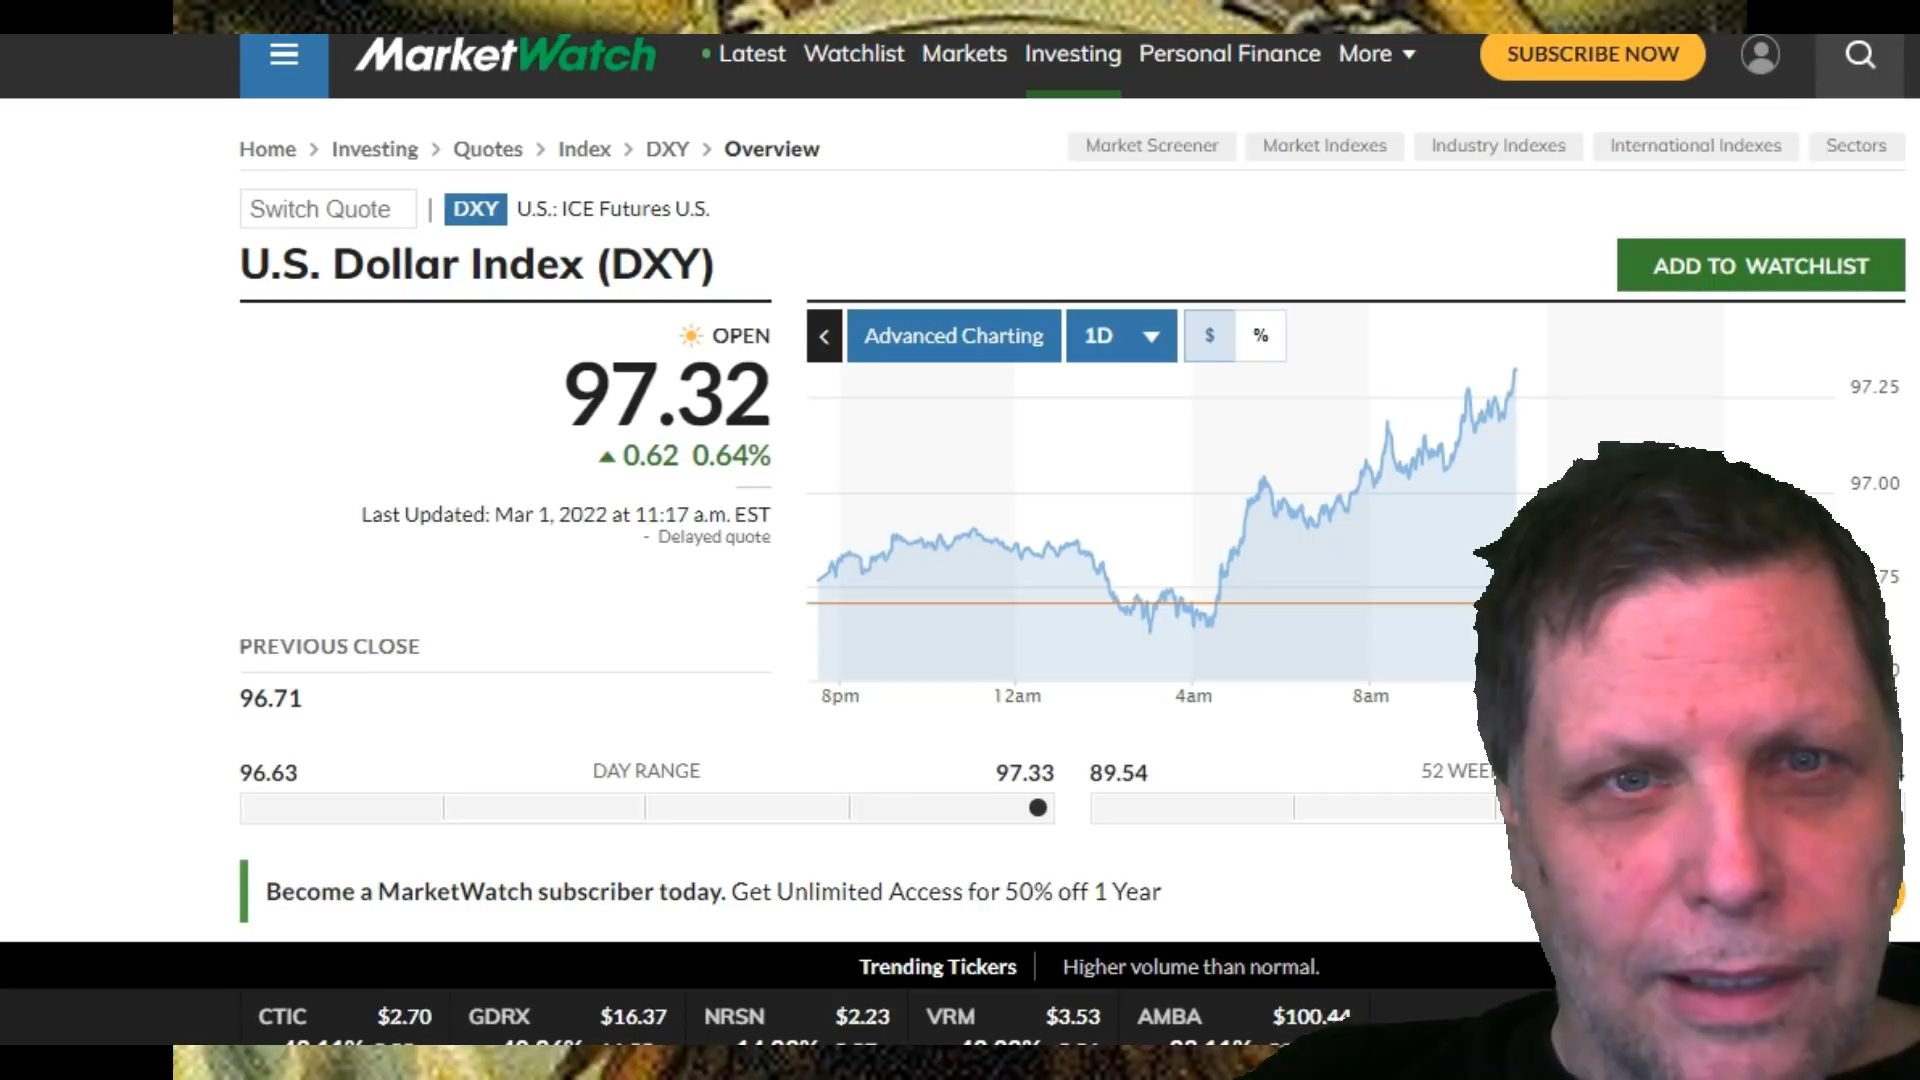 MarketWatch
Latest Watchlist Markets Investing Personal Finance More
SUBSCRIBE NOW
Home > Investing > Quotes > Index > DXY > Overview
Market Screener Market Indexes Industry Indexes International Indexes Sectors
Switch Quote | DXY U.S.: ICE Futures U.S.
U.S. Dollar Index (DXY)
ADD TO WATCHLIST
OPEN
97.32
0.62 0.64%
Last Updated: Mar 1, 2022 at 11:17 a.m. EST
- Delayed quote
PREVIOUS CLOSE
96.71
Advanced Charting 1D $ %
97.25
97.00
75
8pm 12am 4am 8am
96.63 DAY RANGE 97.33
89.54 52 WEE
Become a MarketWatch subscriber today. Get Unlimited Access for 50% off 1 Year
Trending Tickers | Higher volume than normal.
CTIC $2.70 GDRX $16.37 NRSN $2.23 VRM $3.53 AMBA $100.44